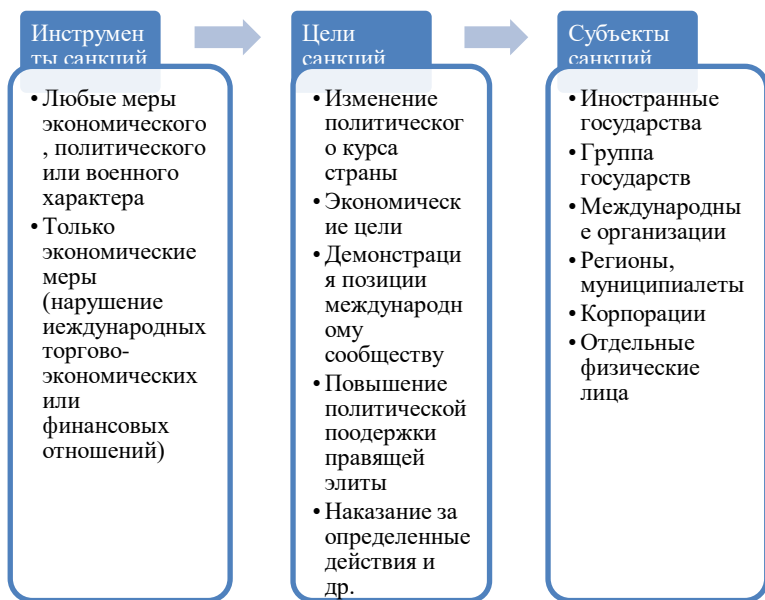 Инструмен
ты санкций
• Любые меры
экономического
, политического
или военного
характера
• Только
экономические
меры
(нарушение
иеждународных
торгово-
экономических
или
финансовых
отношений)
Цели
санкций
• Изменение
политическог
о курса
страны
• Экономическ
ие цели
• Демонстраци
я позиции
международн
ому
сообществу
• Повышение
политической
поодержки
правящей
элиты
• Наказание за
определенные
действия и
др.
Субъекты
санкций
• Иностранные
государства
• Группа
государств
• Международны
е организации
• Регионы,
муниципиалеты
• Корпорации
• Отдельные
физические
лица